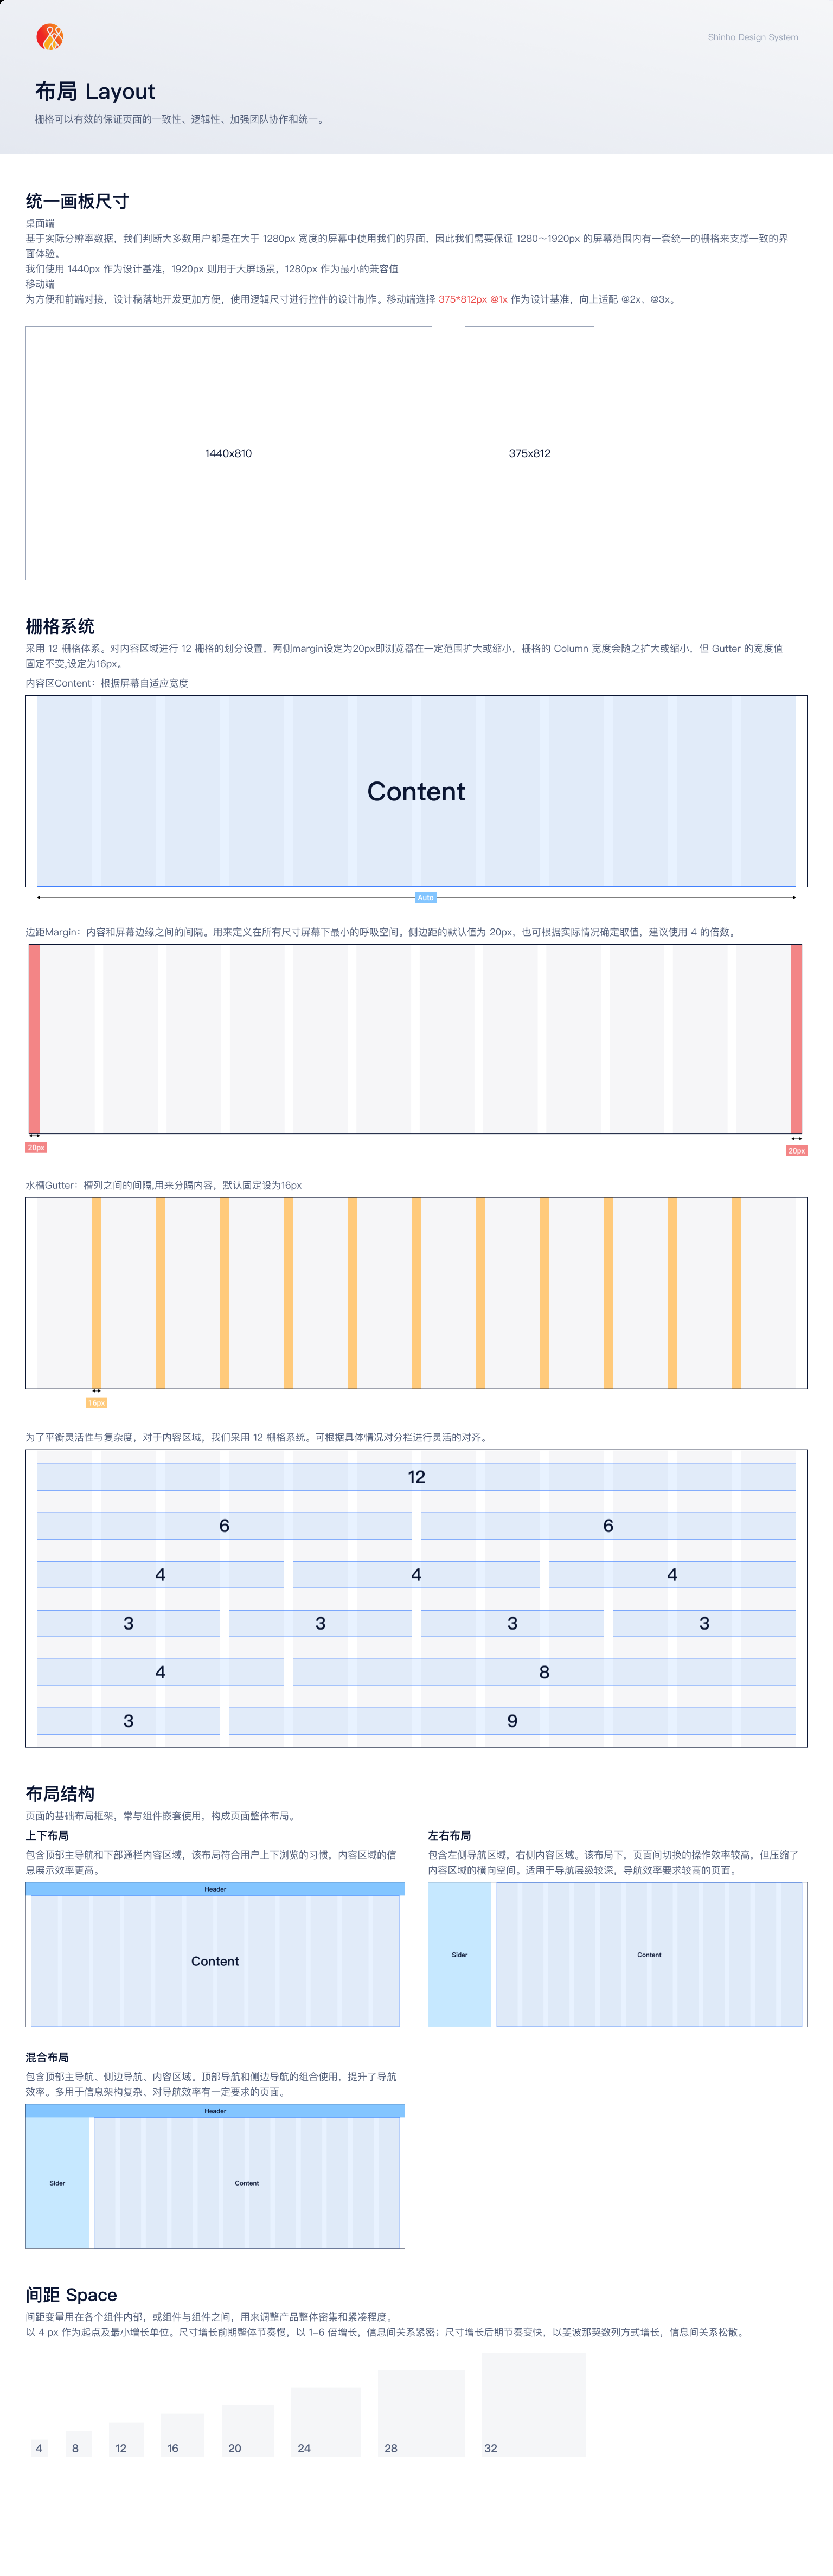 Shinho Design System
布局 Layout
栅格可以有效的保证页面的一致性、逻辑性、加强团队协作和统一。
统一画板尺寸
桌面端
基于实际分辨率数据，我们判断大多数用户都是在大于 1280px 宽度的屏幕中使用我们的界面，因此我们需要保证 1280～1920px 的屏幕范围内有一套统一的栅格来支撑一致的界
面体验。
我们使用 1440px 作为设计基准，1920px 则用于大屏场景，1280px 作为最小的兼容值
移动端
为方便和前端对接，设计稿落地开发更加方便，使用逻辑尺寸进行控件的设计制作。移动端选择 375*812px @1x 作为设计基准，向上适配 @2x、@3x。
1440x810
375x812
栅格系统
采用 12 栅格体系。对内容区域进行 12 栅格的划分设置，两侧margin设定为20px即浏览器在一定范围扩大或缩小，栅格的 Column 宽度会随之扩大或缩小，但 Gutter 的宽度值
固定不变,设定为16px。
内容区Content：根据屏幕自适应宽度
Content
Auto
边距Margin：内容和屏幕边缘之间的间隔。用来定义在所有尺寸屏幕下最小的呼吸空间。侧边距的默认值为 20px，也可根据实际情况确定取值，建议使用 4 的倍数。
20px
20px
水槽Gutter：槽列之间的间隔,用来分隔内容，默认固定设为16px
16px
为了平衡灵活性与复杂度，对于内容区域，我们采用 12 栅格系统。可根据具体情况对分栏进行灵活的对齐。
12
6 6
4 4 4
3 3 3 3
4 8
3 9
布局结构
页面的基础布局框架，常与组件嵌套使用，构成页面整体布局。
上下布局
包含顶部主导航和下部通栏内容区域，该布局符合用户上下浏览的习惯，内容区域的信
息展示效率更高。
Header
Content
左右布局
包含左侧导航区域，右侧内容区域。该布局下，页面间切换的操作效率较高，但压缩了
内容区域的横向空间。适用于导航层级较深，导航效率要求较高的页面。
Sider
Content
混合布局
包含顶部主导航、侧边导航、内容区域。顶部导航和侧边导航的组合使用，提升了导航
效率。多用于信息架构复杂、对导航效率有一定要求的页面。
Header
Sider
Content
间距 Space
间距变量用在各个组件内部，或组件与组件之间，用来调整产品整体密集和紧凑程度。
以 4 px 作为起点及最小增长单位。尺寸增长前期整体节奏慢，以 1-6 倍增长，信息间关系紧密；尺寸增长后期节奏变快，以斐波那契数列方式增长，信息间关系松散。
4 8 12 16 20 24 28 32